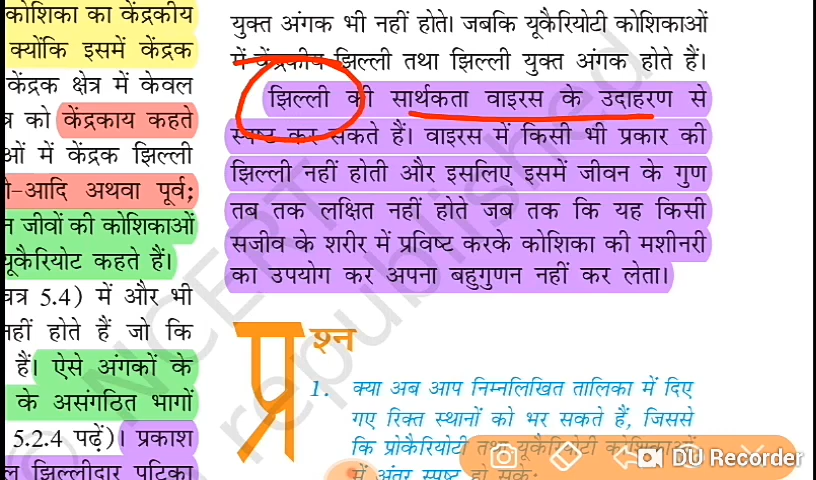 कोशिका का केंद्रकीय
क्योंकि इसमें केंद्रक
केंद्रक क्षेत्र में केवल
त्र को केंद्रकाय कहते
ओं में केंद्रक झिल्ली
आदि अथवा पूर्व;
न जीवों की कोशिकाओं
यूकैरियोट कहते हैं।
चित्र 5.4) में और भी
नहीं होते हैं जो कि
हैं। ऐसे अंगकों के
के असंगठित भागों
5.2.4 पढ़ें)। प्रकाश
झिल्लीदार पुटिका
युक्त अंगक भी नहीं होते। जबकि यूकैरियोटी कोशिकाओं
में केंद्रकीय झिल्ली तथा झिल्ली युक्त अंगक होते हैं।
झिल्ली की सार्थकता वाइरस के उदाहरण से
स्पष्ट कर सकते हैं। वाइरस में किसी भी प्रकार की
झिल्ली नहीं होती और इसलिए इसमें जीवन के गुण
तब तक लक्षित नहीं होते जब तक कि यह किसी
सजीव के शरीर में प्रविष्ट करके कोशिका की मशीनरी
का उपयोग कर अपना बहुगुणन नहीं कर लेता।
प्रश्न
1. क्या अब आप निम्नलिखित तालिका में दिए
गए रिक्त स्थानों को भर सकते हैं, जिससे
कि प्रोकैरियोटी तथा यूकैरियोटी कोशिकाओं
में अंतर स्पष्ट हो सके:
© NCERT
republished
DU Recorder